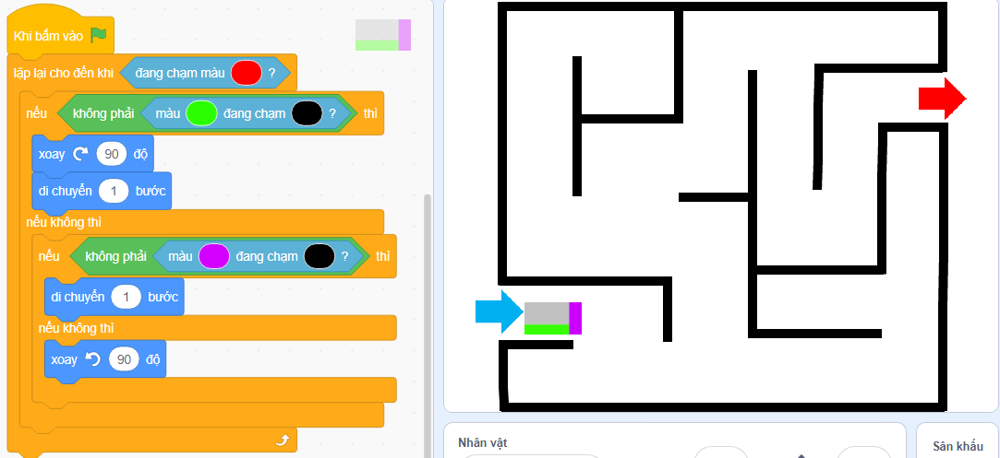 Khi bấm vào
lặp lại cho đến khi đang chạm màu ?
nếu không phải màu đang chạm ? thì
xoay 90 độ
di chuyển 1 bước
nếu không thì
nếu không phải màu đang chạm ? thì
di chuyển 1 bước
nếu không thì
xoay 90 độ
Nhân vật
Sân khấu